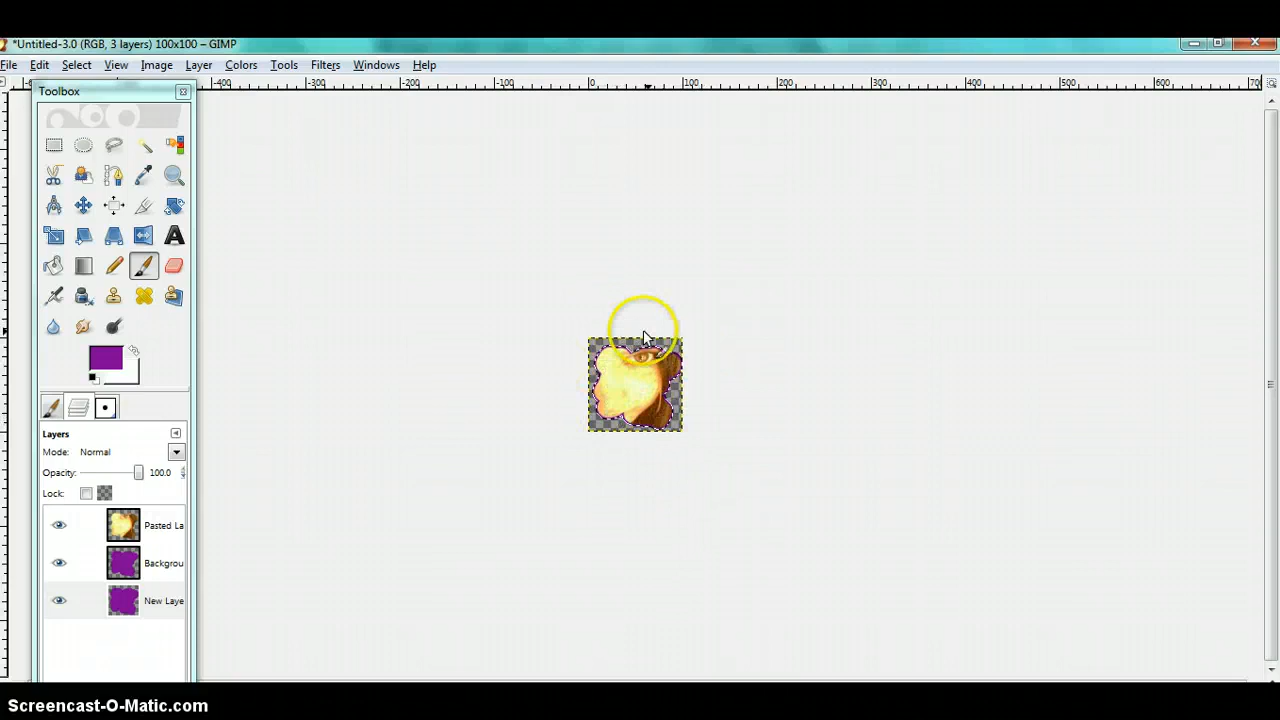 *Untitled-3.0 (RGB, 3 layers) 100x100 – GIMP
File Edit Select View Image Layer Colors Tools Filters Windows Help
-400 -300 -200 -100 0 100 200 300 400 500 600 700
Toolbox
Layers
Mode: Normal
Opacity: 100.0
Lock:
Pasted La
Backgrou
New Laye
Screencast-O-Matic.com